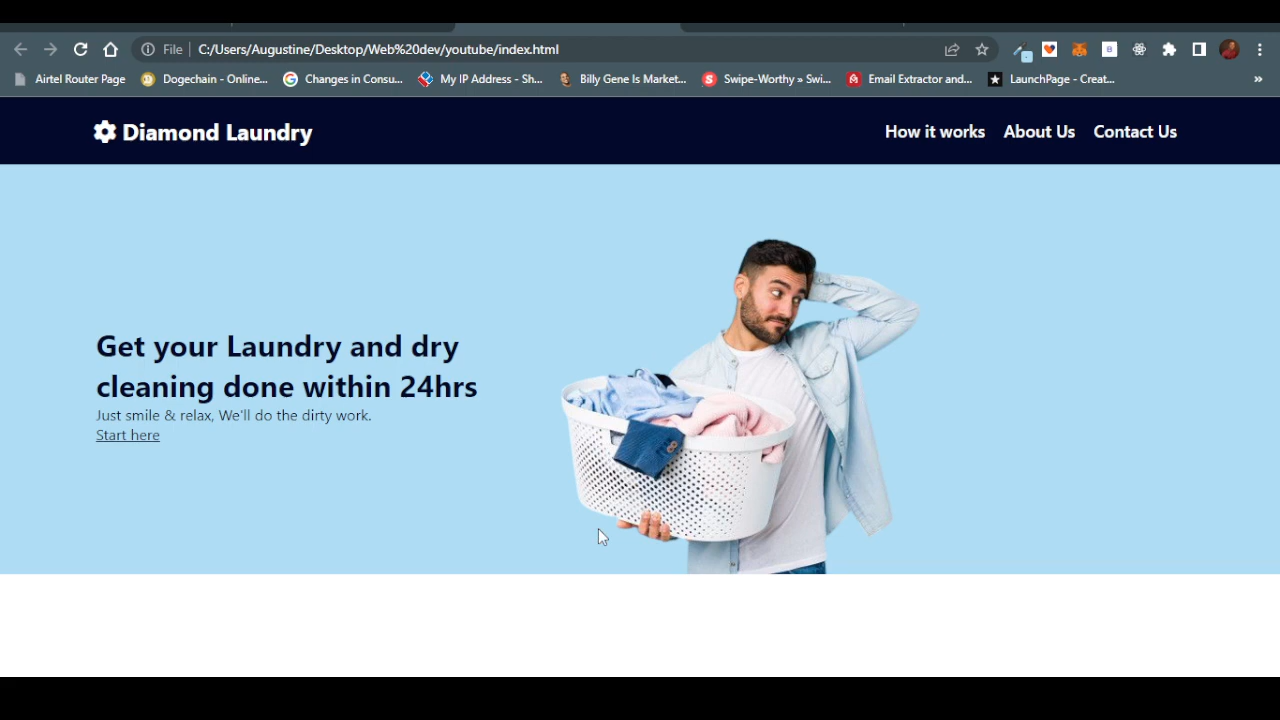 File
C:/Users/Augustine/Desktop/Web%20dev/youtube/index.html
Airtel Router Page
Dogechain - Online...
Changes in Consu...
My IP Address - Sh...
Billy Gene Is Market...
Swipe-Worthy » Swi...
Email Extractor and...
LaunchPage - Creat...
»
Diamond Laundry
How it works
About Us
Contact Us
Get your Laundry and dry
cleaning done within 24hrs
Just smile & relax, We'll do the dirty work.
Start here